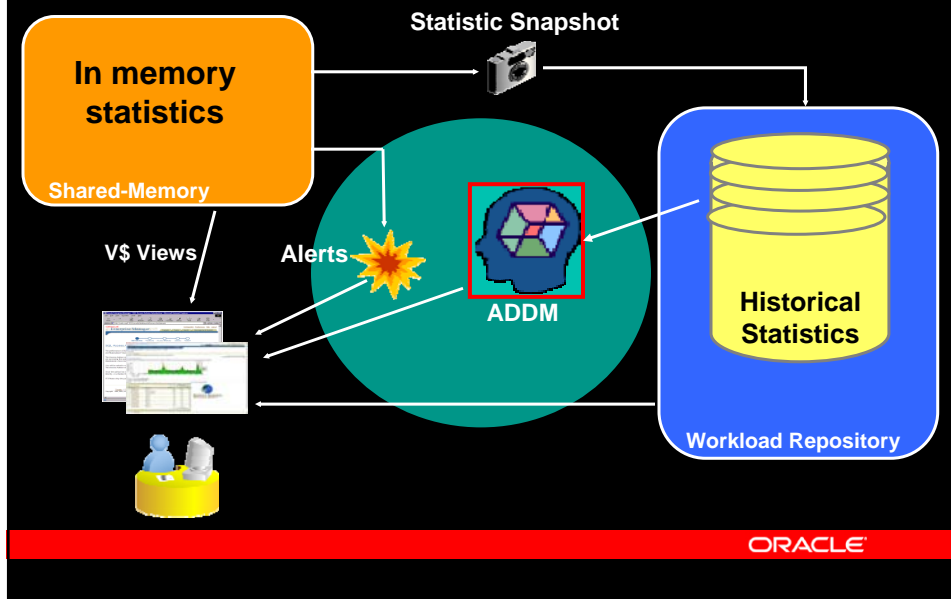 Statistic Snapshot
In memory
statistics
Shared-Memory
V$ Views
Alerts
ADDM
Historical
Statistics
Workload Repository
ORACLE